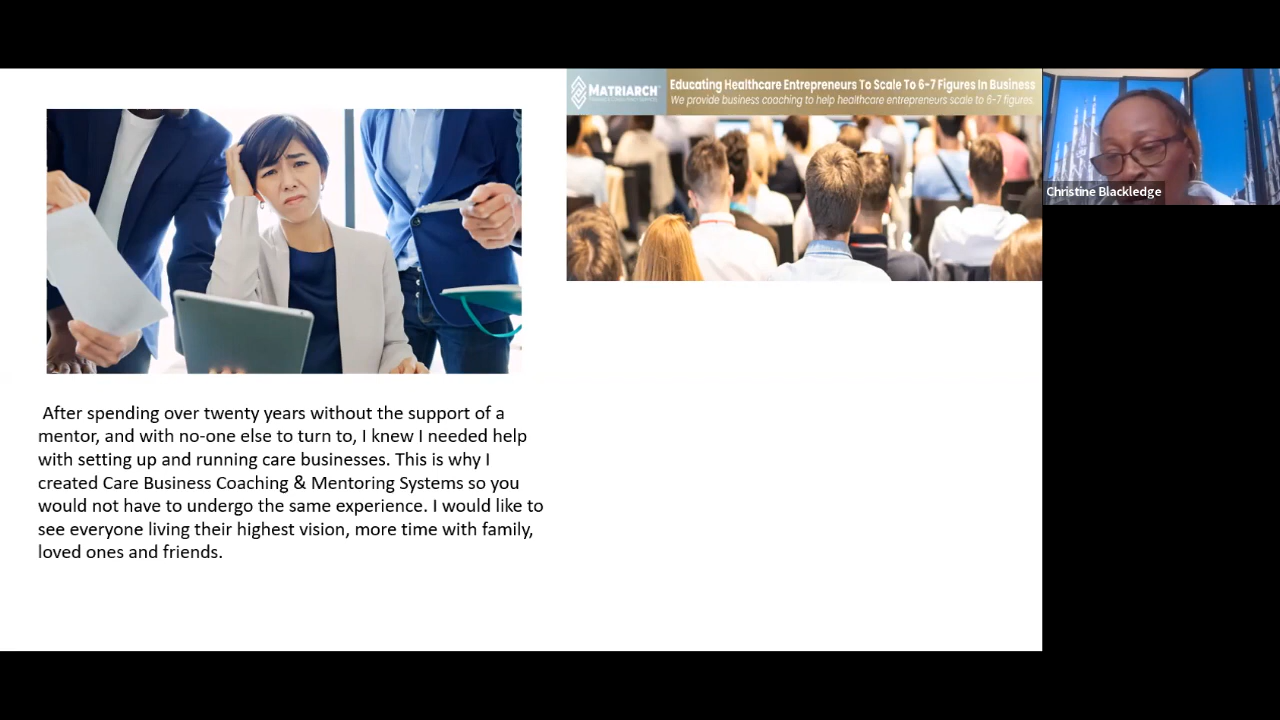 MATRIARCH
Educating Healthcare Entrepreneurs To Scale To 6-7 Figures In Business
We provide business coaching to help healthcare entrepreneurs scale to 6-7 figures.
Christine Blackledge
After spending over twenty years without the support of a
mentor, and with no-one else to turn to, I knew I needed help
with setting up and running care businesses. This is why I
created Care Business Coaching & Mentoring Systems so you
would not have to undergo the same experience. I would like to
see everyone living their highest vision, more time with family,
loved ones and friends.